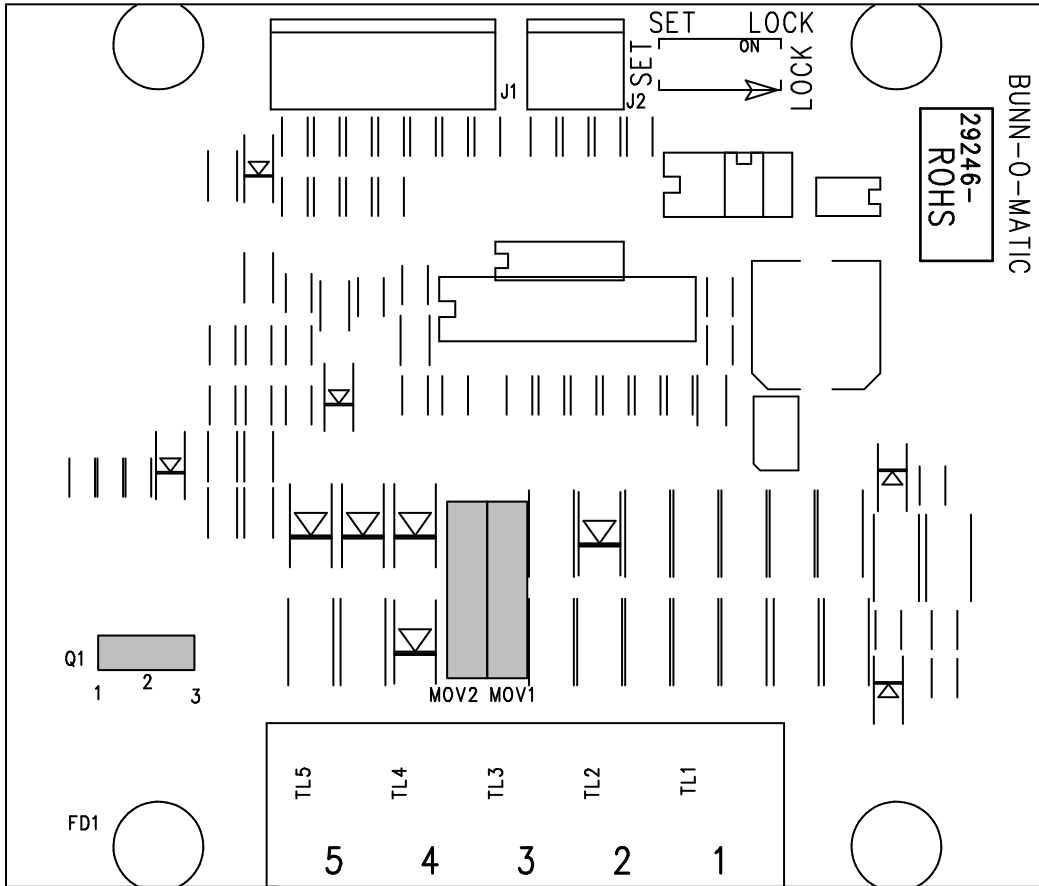 SET LOCK
ON
SET
LOCK
J1
J2
BUNN-O-MATIC
29246-
ROHS
Q1
1 2 3
MOV2 MOV1
TL5 TL4 TL3 TL2 TL1
FD1
5 4 3 2 1